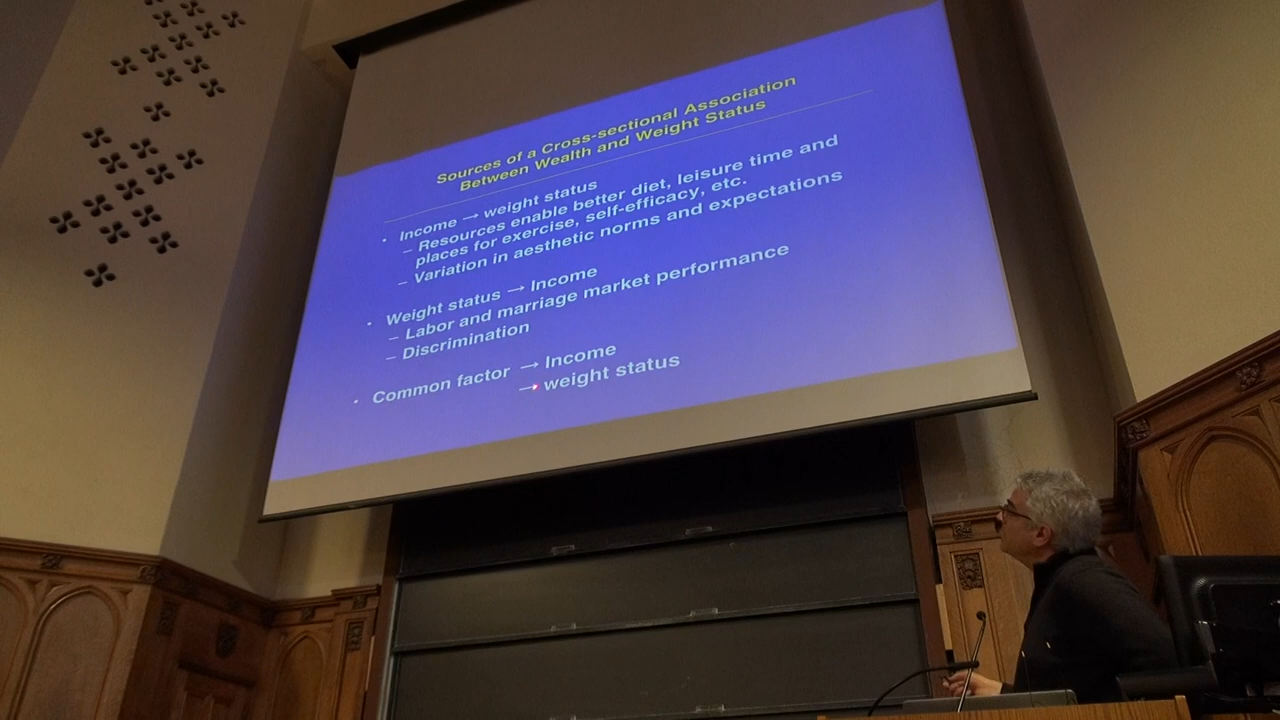 Sources of a Cross-sectional Association
Between Wealth and Weight Status
• Income → weight status
– Resources enable better diet, leisure time and
places for exercise, self-efficacy, etc.
– Variation in aesthetic norms and expectations
• Weight status → Income
– Labor and marriage market performance
– Discrimination
• Common factor → Income
→ weight status